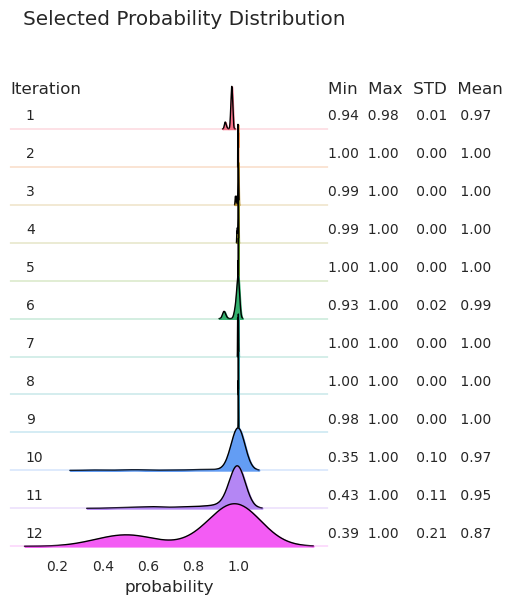 Selected Probability Distribution
Iteration Min Max STD Mean
1 0.94 0.98 0.01 0.97
2 1.00 1.00 0.00 1.00
3 0.99 1.00 0.00 1.00
4 0.99 1.00 0.00 1.00
5 1.00 1.00 0.00 1.00
6 0.93 1.00 0.02 0.99
7 1.00 1.00 0.00 1.00
8 1.00 1.00 0.00 1.00
9 0.98 1.00 0.00 1.00
10 0.35 1.00 0.10 0.97
11 0.43 1.00 0.11 0.95
12 0.39 1.00 0.21 0.87
0.2 0.4 0.6 0.8 1.0
probability